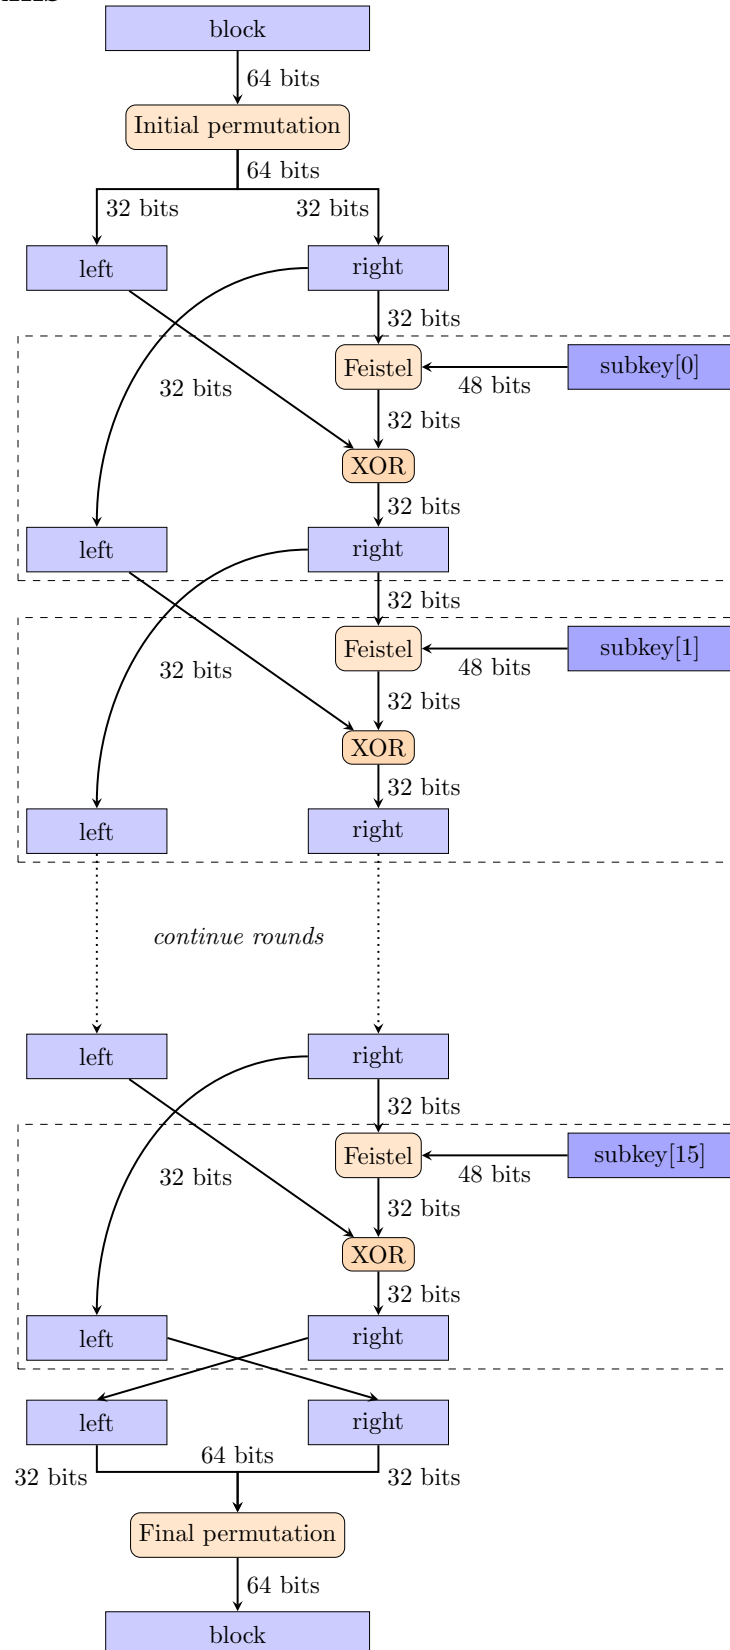 block
64 bits
Initial permutation
64 bits
32 bits 32 bits
left right
32 bits
Feistel subkey[0]
32 bits 48 bits
32 bits
XOR
32 bits
left right
32 bits
Feistel subkey[1]
32 bits 48 bits
32 bits
XOR
32 bits
left right
continue rounds
left right
32 bits
Feistel subkey[15]
32 bits 48 bits
32 bits
XOR
32 bits
left right
left right
64 bits
32 bits 32 bits
Final permutation
64 bits
block